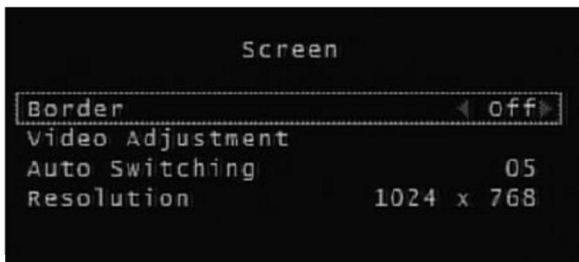 Screen
Border Off
Video Adjustment
Auto Switching 05
Resolution 1024 x 768